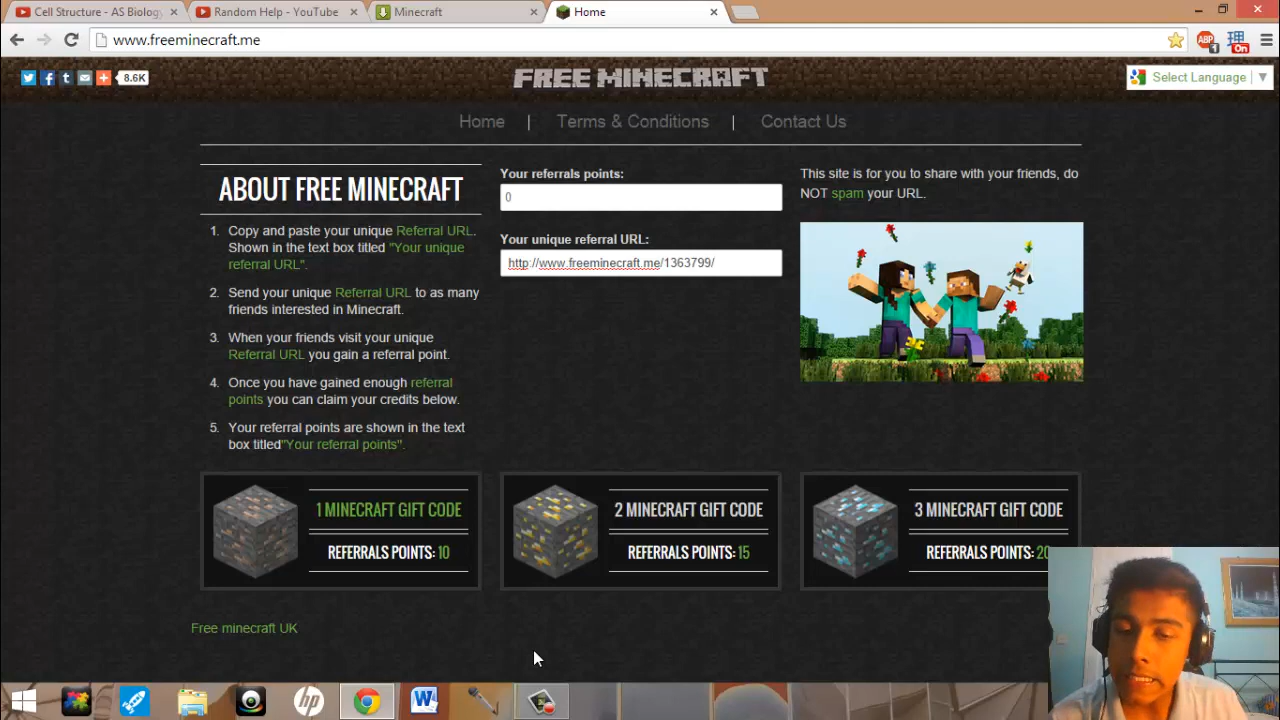 Cell Structure - AS Biolog
Random Help - YouTube
Minecraft
Home
www.freeminecraft.me
ABP
1
理
On
8.6K
FREE MINECRAFT
Select Language
Home | Terms & Conditions | Contact Us
ABOUT FREE MINECRAFT
1. Copy and paste your unique Referral URL.
Shown in the text box titled "Your unique
referral URL".
2. Send your unique Referral URL to as many
friends interested in Minecraft.
3. When your friends visit your unique
Referral URL you gain a referral point.
4. Once you have gained enough referral
points you can claim your credits below.
5. Your referral points are shown in the text
box titled"Your referral points".
Your referrals points:
0
Your unique referral URL:
http://www.freeminecraft.me/1363799/
This site is for you to share with your friends, do
NOT spam your URL.
1 MINECRAFT GIFT CODE
REFERRALS POINTS: 10
2 MINECRAFT GIFT CODE
REFERRALS POINTS: 15
3 MINECRAFT GIFT CODE
REFERRALS POINTS: 20
Free minecraft UK
hp
W